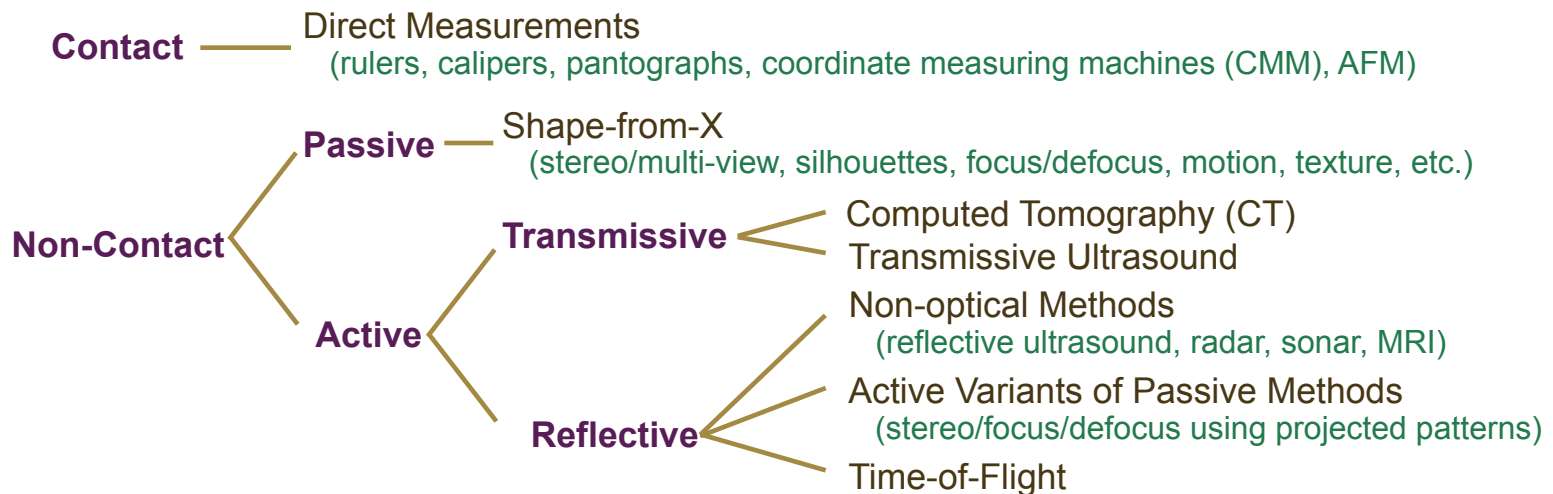 Contact
Direct Measurements
(rulers, calipers, pantographs, coordinate measuring machines (CMM), AFM)
Non-Contact
Passive
Shape-from-X
(stereo/multi-view, silhouettes, focus/defocus, motion, texture, etc.)
Active
Transmissive
Computed Tomography (CT)
Transmissive Ultrasound
Reflective
Non-optical Methods
(reflective ultrasound, radar, sonar, MRI)
Active Variants of Passive Methods
(stereo/focus/defocus using projected patterns)
Time-of-Flight